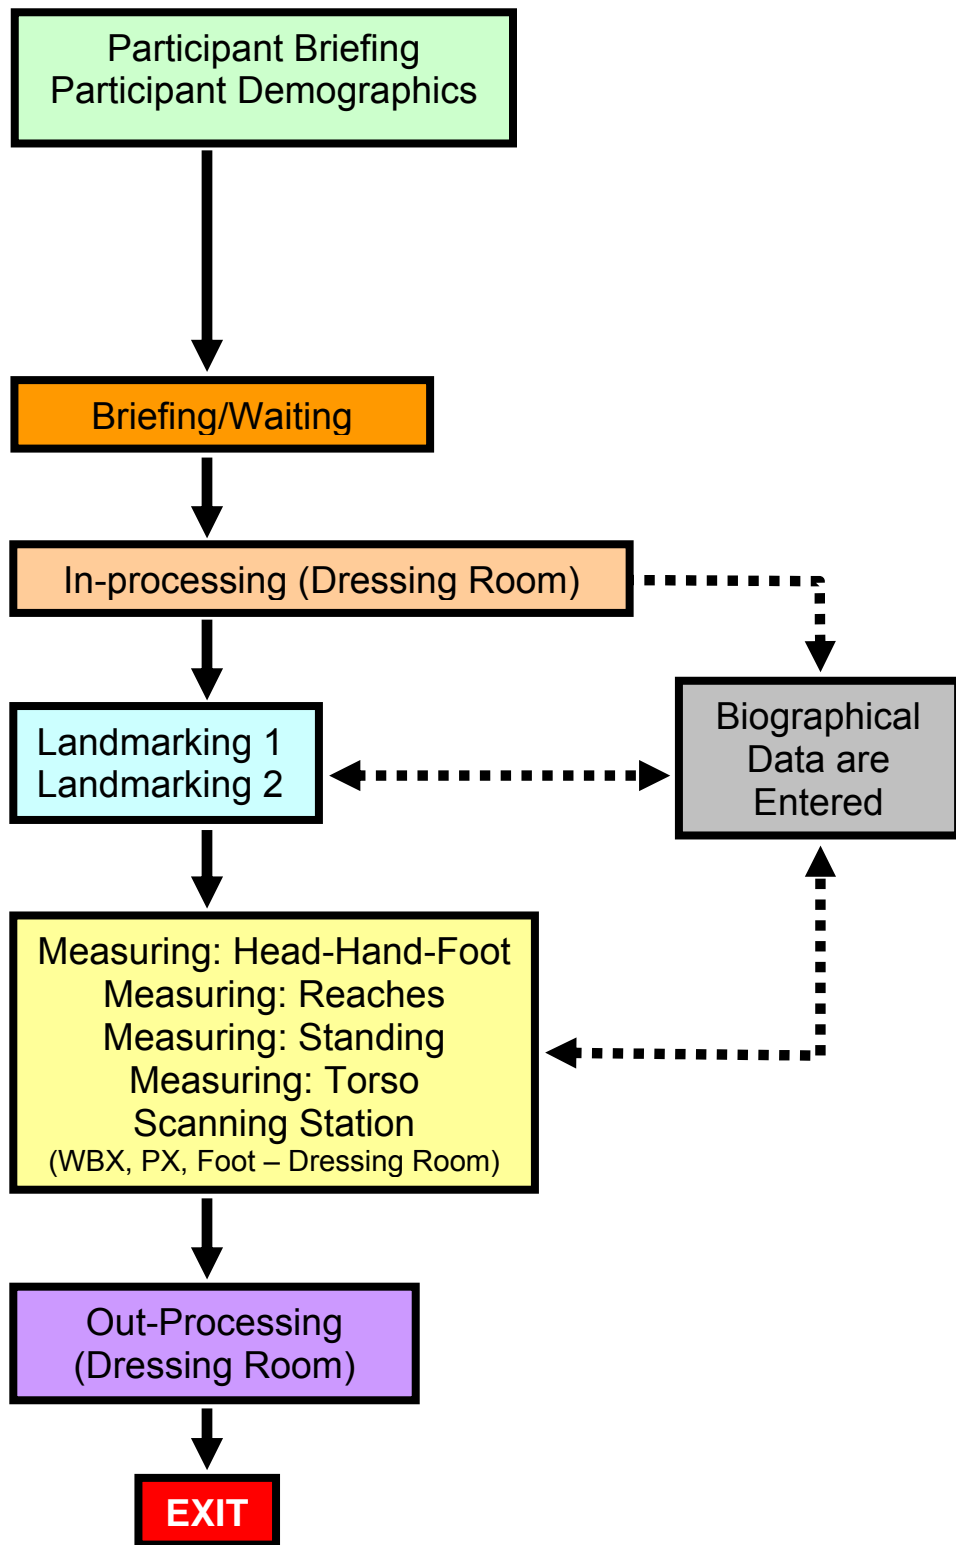 Participant Briefing
Participant Demographics
Briefing/Waiting
In-processing (Dressing Room)
Landmarking 1
Landmarking 2
Biographical
Data are
Entered
Measuring: Head-Hand-Foot
Measuring: Reaches
Measuring: Standing
Measuring: Torso
Scanning Station
(WBX, PX, Foot – Dressing Room)
Out-Processing
(Dressing Room)
EXIT